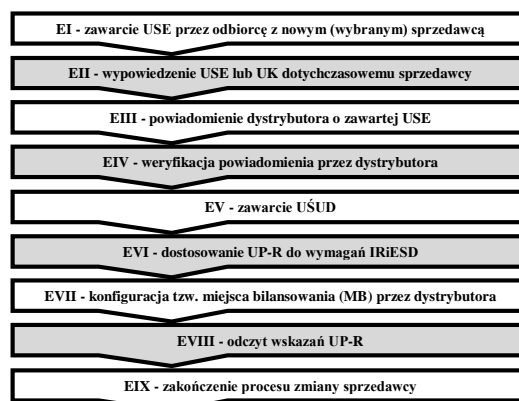 EI - zawarcie USE przez odbiorcę z nowym (wybranym) sprzedawcą
EII - wypowiedzenie USE lub UK dotychczasowemu sprzedawcy
EIII - powiadomienie dystrybutora o zawartej USE
EIV - weryfikacja powiadomienia przez dystrybutora
EV - zawarcie UŚUD
EVI - dostosowanie UP-R do wymagań IRiESD
EVII - konfiguracja tzw. miejsca bilansowania (MB) przez dystrybutora
EVIII - odczyt wskazań UP-R
EIX - zakończenie procesu zmiany sprzedawcy